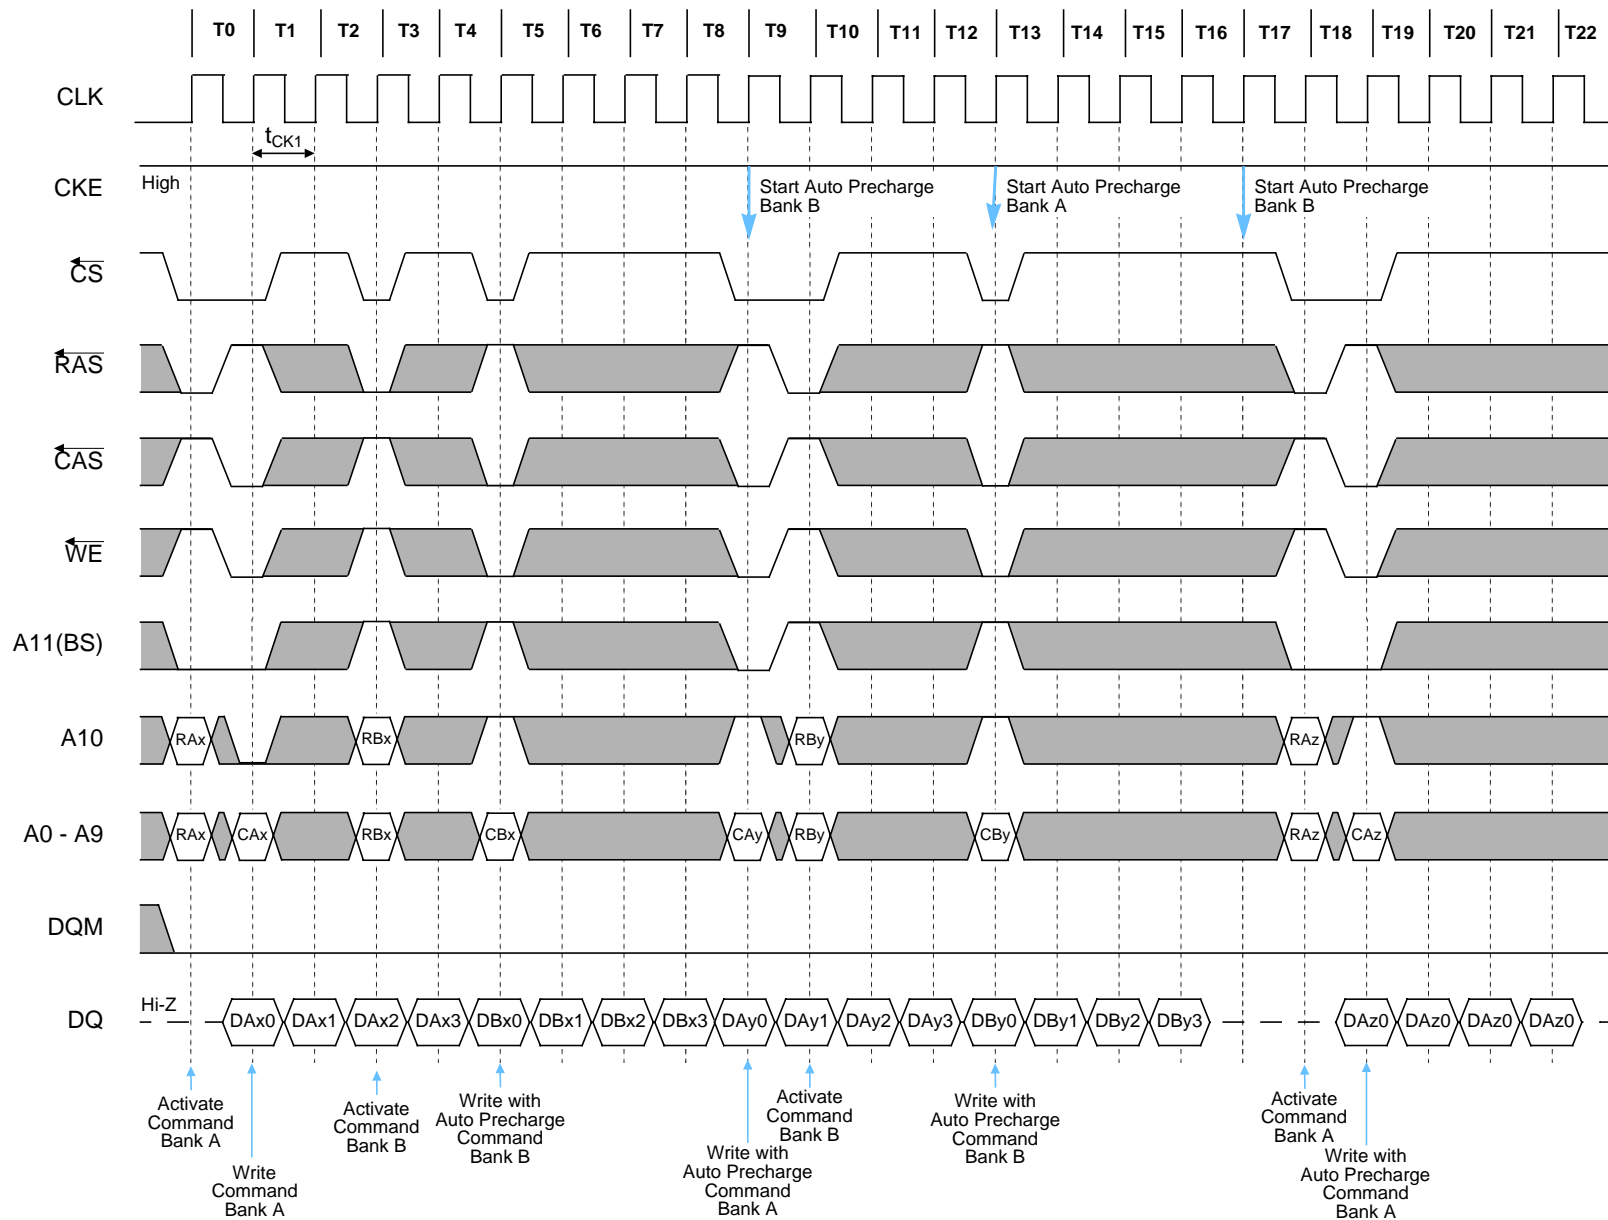 T0 T1 T2 T3 T4 T5 T6 T7 T8 T9 T10 T11 T12 T13 T14 T15 T16 T17 T18 T19 T20 T21 T22
CLK
tCK1
CKE
High
Start Auto Precharge
Bank B
Start Auto Precharge
Bank A
Start Auto Precharge
Bank B
CS
RAS
CAS
WE
A11(BS)
A10
RAx RBx RBy RAz
A0 - A9
RAx CAx RBx CBx CAy RBy CBy RAz CAz
DQM
DQ
Hi-Z
DAx0 DAx1 DAx2 DAx3 DBx0 DBx1 DBx2 DBx3 DAy0 DAy1 DAy2 DAy3 DBy0 DBy1 DBy2 DBy3 DAz0 DAz0 DAz0 DAz0
Activate
Command
Bank A
Write
Command
Bank A
Activate
Command
Bank B
Write with
Auto Precharge
Command
Bank B
Write with
Auto Precharge
Command
Bank A
Activate
Command
Bank B
Write with
Auto Precharge
Command
Bank B
Activate
Command
Bank A
Write with
Auto Precharge
Command
Bank A